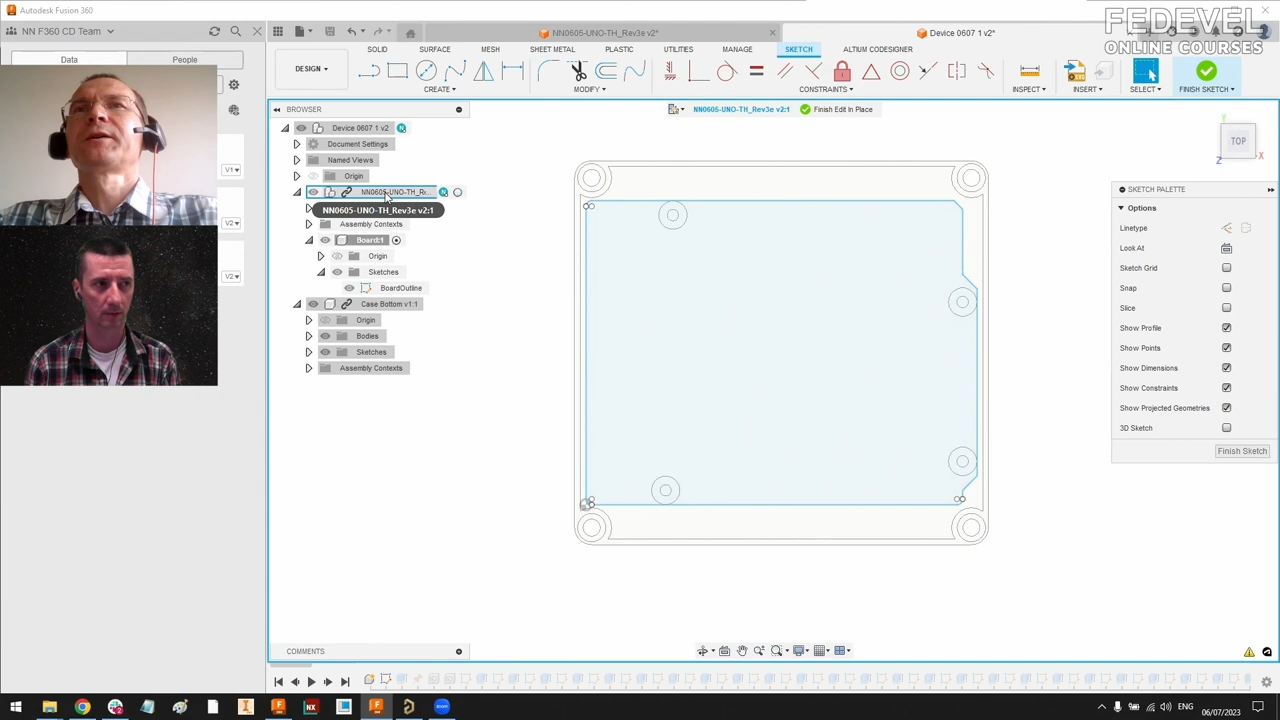 Autodesk Fusion 360
FEDEVEL
ONLINE COURSES
NN F360 CD Team
NN0605-UNO-TH_Rev3e v2*
Device 0607 1 v2*
Data
People
SOLID
SURFACE
MESH
SHEET METAL
PLASTIC
UTILITIES
MANAGE
SKETCH
ALTIUM DESIGNER
DESIGN
CREATE
MODIFY
CONSTRAINTS
INSPECT
INSERT
SELECT
FINISH SKETCH
BROWSER
NN0605-UNO-TH_Rev3e v2:1
Finish Edit In Place
Device 0607 1 v2
Document Settings
Named Views
Origin
NN0605-UNO-TH_R...
NN0605-UNO-TH_Rev3e v2:1
Assembly Contexts
Board:1
Origin
Sketches
BoardOutline
Case Bottom v1:1
Origin
Bodies
Sketches
Assembly Contexts
V1
V2
TOP
X
Y
Z
SKETCH PALETTE
Options
Linetype
Look At
Sketch Grid
Snap
Slice
Show Profile
Show Points
Show Dimensions
Show Constraints
Show Projected Geometries
3D Sketch
Finish Sketch
COMMENTS
ENG
06/07/2023